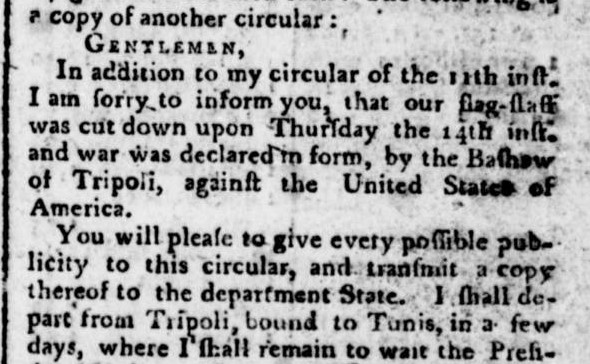 a copy of another circular:
GENTLEMEN,
In addition to my circular of the 11th inſt.
I am ſorry to inform you, that our flag-ſtaff
was cut down upon Thurſday the 14th inſt.
and war was declared in form, by the Baſhaw
of Tripoli, againſt the United States of
America.
You will pleaſe to give every poſſible pub-
licity to this circular, and tranſmit a copy
thereof to the department State. I ſhall de-
part from Tripoli, bound to Tunis, in a few
days, where I ſhall remain to wait the Preſi-